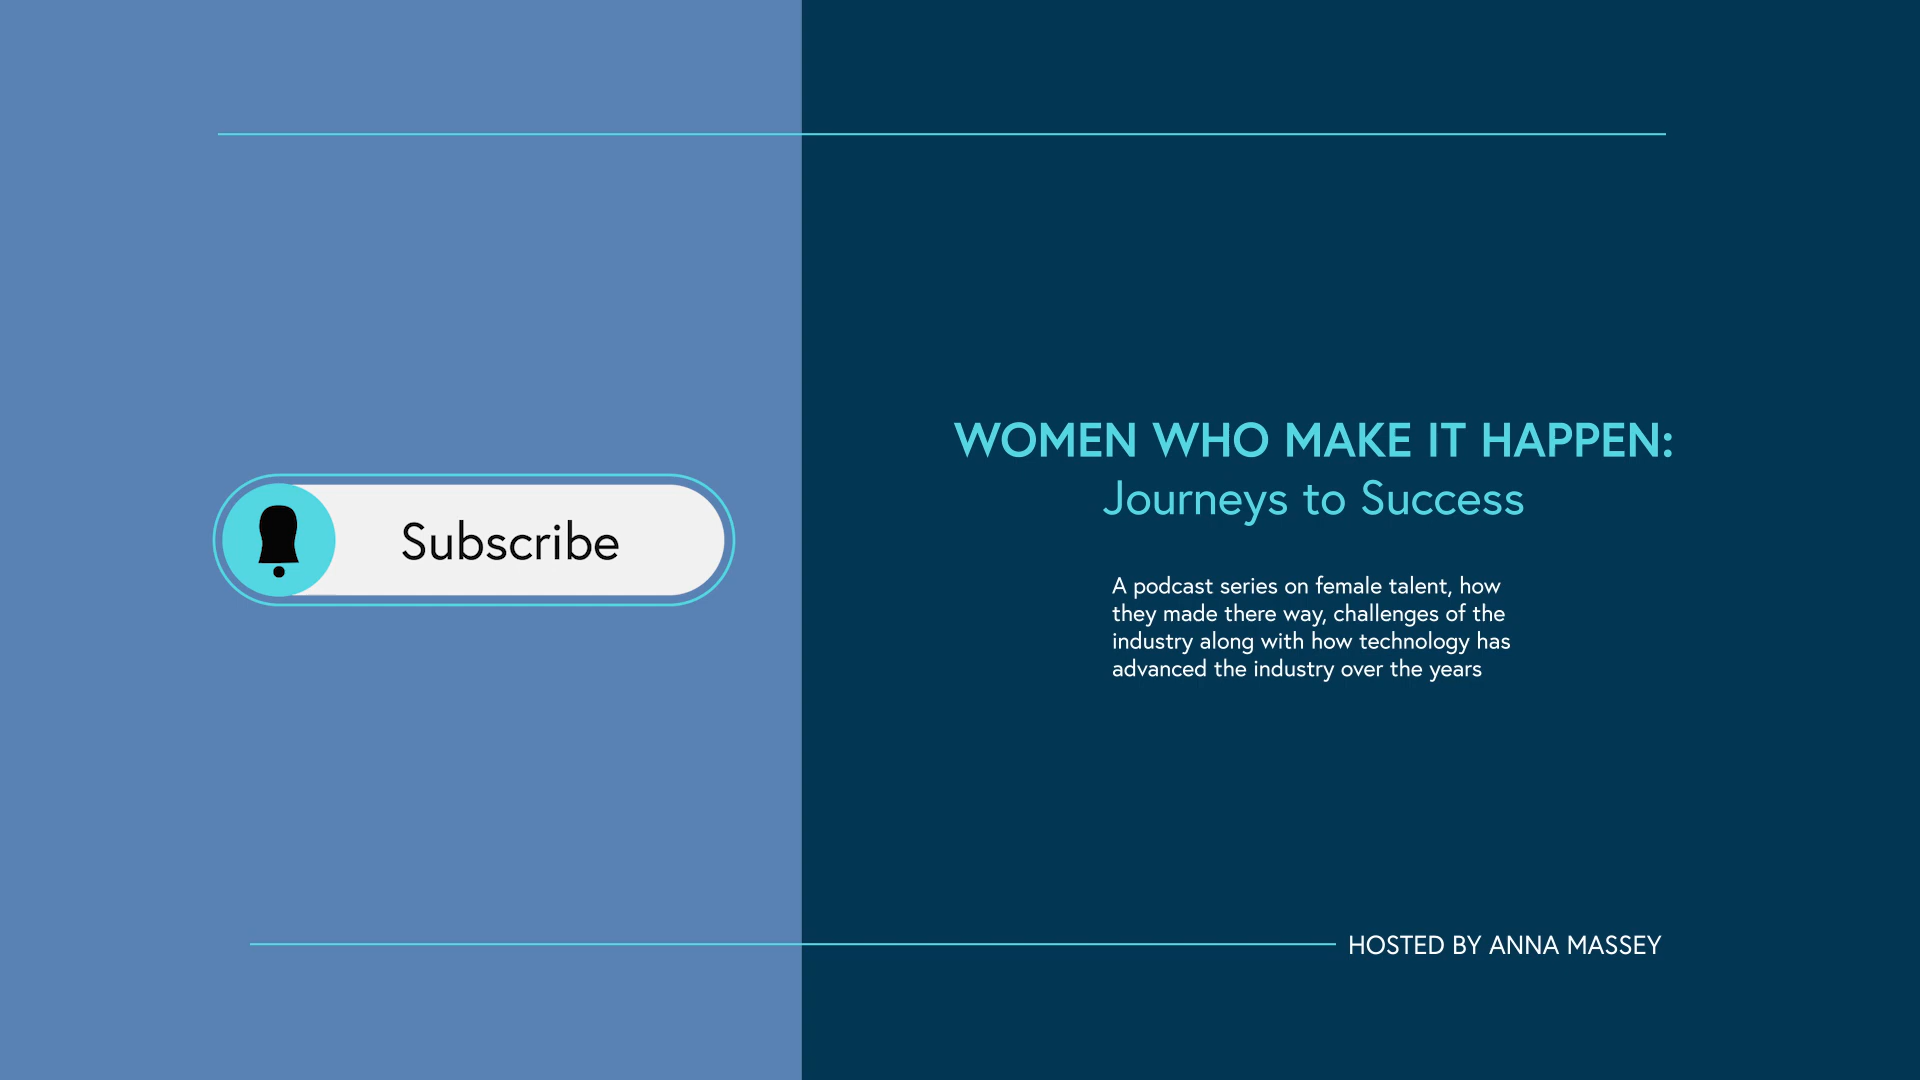 Subscribe
WOMEN WHO MAKE IT HAPPEN:
Journeys to Success
A podcast series on female talent, how
they made there way, challenges of the
industry along with how technology has
advanced the industry over the years
HOSTED BY ANNA MASSEY